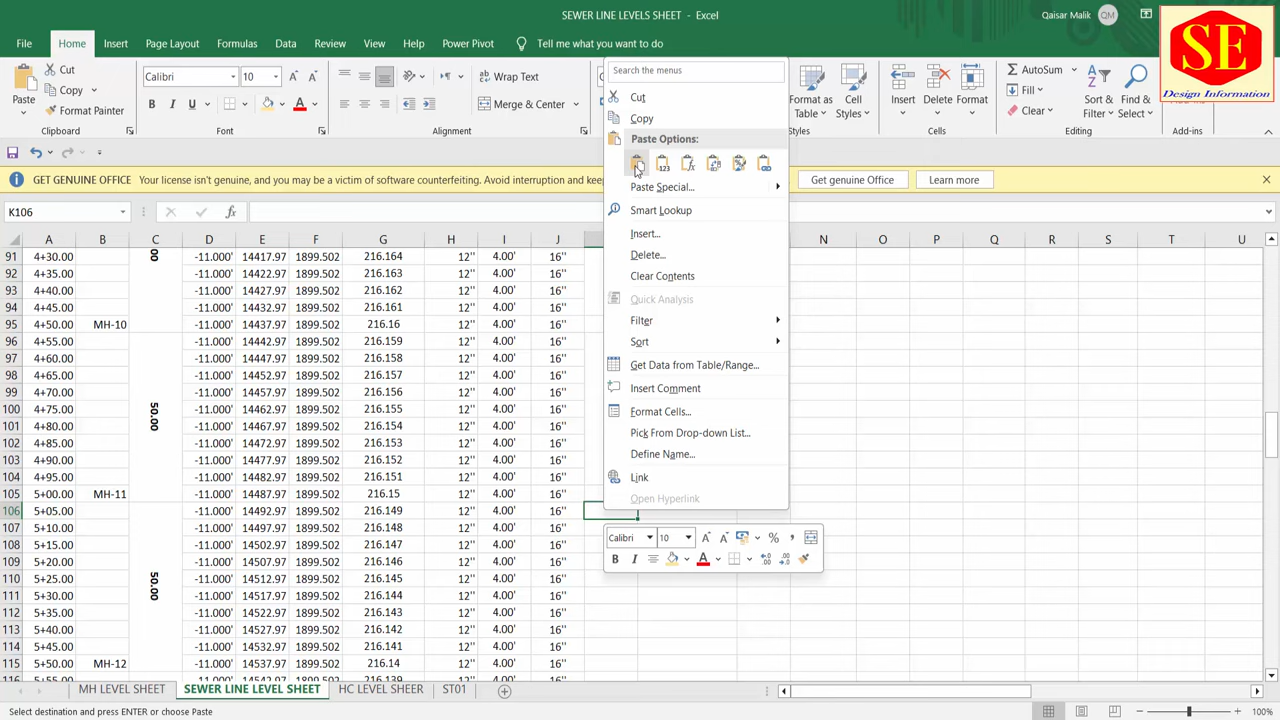 SEWER LINE LEVELS SHEET - Excel
Qaisar Malik QM
File Home Insert Page Layout Formulas Data Review View Help Power Pivot Tell me what you want to do
SE
Design Information
Search the menus
Cut
Copy
Paste Options:
Paste Special...
Smart Lookup
Insert...
Delete...
Clear Contents
Quick Analysis
Filter
Sort
Get Data from Table/Range...
Insert Comment
Format Cells...
Pick From Drop-down List...
Define Name...
Link
Open Hyperlink
Calibri 10
B I A
Paste
Cut
Copy
Format Painter
Clipboard
Calibri 10
B I U
Font
Wrap Text
Merge & Center
Alignment
Format as Table
Cell Styles
Styles
Insert Delete Format
Cells
AutoSum
Fill
Clear
Sort & Filter
Find & Select
Editing
Add-ins
Add-ins
GET GENUINE OFFICE Your license isn't genuine, and you may be a victim of software counterfeiting. Avoid interruption and keep
Get genuine Office Learn more
K106
fx
A B C D E F G H I J N O P Q R S T U
91 4+30.00 00 -11.000' 14417.97 1899.502 216.164 12'' 4.00' 16''
92 4+35.00 -11.000' 14422.97 1899.502 216.163 12'' 4.00' 16''
93 4+40.00 -11.000' 14427.97 1899.502 216.162 12'' 4.00' 16''
94 4+45.00 -11.000' 14432.97 1899.502 216.161 12'' 4.00' 16''
95 4+50.00 MH-10 -11.000' 14437.97 1899.502 216.16 12'' 4.00' 16''
96 4+55.00 -11.000' 14442.97 1899.502 216.159 12'' 4.00' 16''
97 4+60.00 -11.000' 14447.97 1899.502 216.158 12'' 4.00' 16''
98 4+65.00 -11.000' 14452.97 1899.502 216.157 12'' 4.00' 16''
99 4+70.00 -11.000' 14457.97 1899.502 216.156 12'' 4.00' 16''
100 4+75.00 50.00 -11.000' 14462.97 1899.502 216.155 12'' 4.00' 16''
101 4+80.00 -11.000' 14467.97 1899.502 216.154 12'' 4.00' 16''
102 4+85.00 -11.000' 14472.97 1899.502 216.153 12'' 4.00' 16''
103 4+90.00 -11.000' 14477.97 1899.502 216.152 12'' 4.00' 16''
104 4+95.00 -11.000' 14482.97 1899.502 216.151 12'' 4.00' 16''
105 5+00.00 MH-11 -11.000' 14487.97 1899.502 216.15 12'' 4.00' 16''
106 5+05.00 -11.000' 14492.97 1899.502 216.149 12'' 4.00' 16''
107 5+10.00 -11.000' 14497.97 1899.502 216.148 12'' 4.00' 16''
108 5+15.00 -11.000' 14502.97 1899.502 216.147 12'' 4.00' 16''
109 5+20.00 -11.000' 14507.97 1899.502 216.146 12'' 4.00' 16''
110 5+25.00 50.00 -11.000' 14512.97 1899.502 216.145 12'' 4.00' 16''
111 5+30.00 -11.000' 14517.97 1899.502 216.144 12'' 4.00' 16''
112 5+35.00 -11.000' 14522.97 1899.502 216.143 12'' 4.00' 16''
113 5+40.00 -11.000' 14527.97 1899.502 216.142 12'' 4.00' 16''
114 5+45.00 -11.000' 14532.97 1899.502 216.141 12'' 4.00' 16''
115 5+50.00 MH-12 -11.000' 14537.97 1899.502 216.14 12'' 4.00' 16''
MH LEVEL SHEET SEWER LINE LEVEL SHEET HC LEVEL SHEER ST01
Select destination and press ENTER or choose Paste
100%